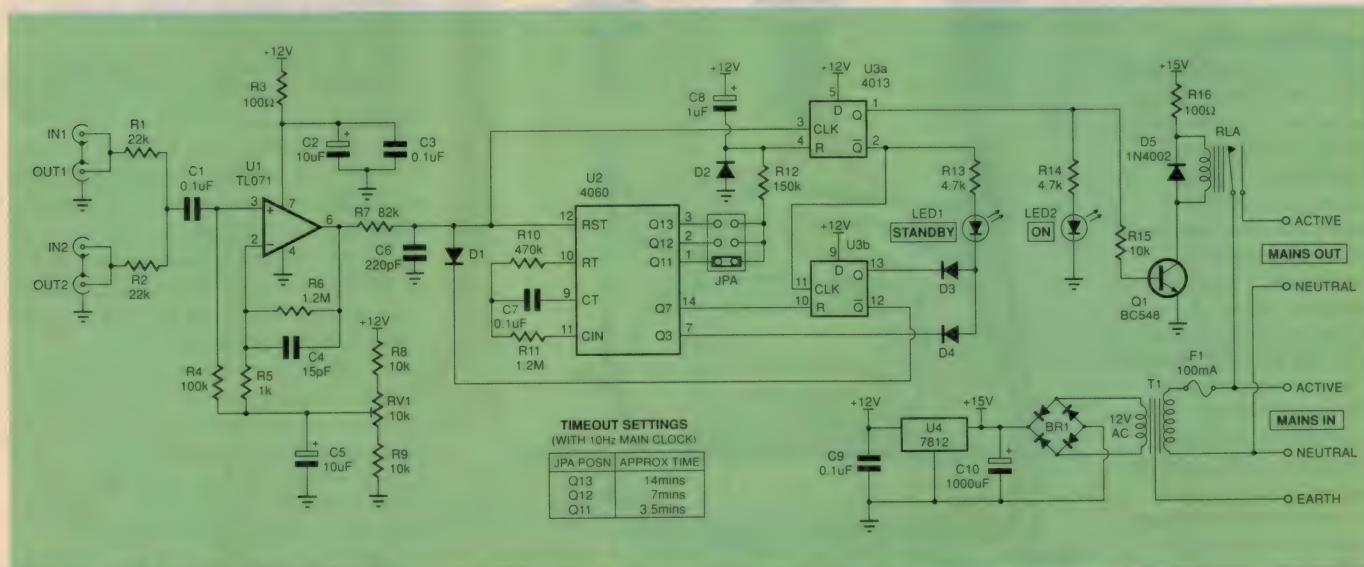 IN1
OUT1
R1
22k
IN2
OUT2
R2
22k
C1
0.1uF
+12V
R3
100Ω
C2
10uF
+
C3
0.1uF
U1
TL071
3
+
2
−
7
4
6
R7 82k
C6
220pF
R6
1.2M
C4
15pF
R4
100k
R5
1k
+12V
R8
10k
RV1
10k
R9
10k
+
C5
10uF
D1
R10
470k
C7
0.1uF
R11
1.2M
U2
4060
12 RST
10 RT
9 CT
11 CIN
Q13 3
Q12 2
Q11 1
Q7 14
Q3 7
JPA
+12V
C8
1uF
+
D2
R12
150k
+12V
U3a
4013
5
D Q 1
3 CLK
4 R Q 2
U3b
9
D 13
Q
11 CLK
10 R Q 12
R13
4.7k
LED1
STANDBY
D3
D4
R14
4.7k
LED2
ON
R15
10k
Q1
BC548
+15V
R16
100Ω
D5
1N4002
RLA
ACTIVE
MAINS OUT
NEUTRAL
F1
100mA
ACTIVE
MAINS IN
NEUTRAL
EARTH
T1
12V
AC
BR1
+15V
+
C10
1000uF
U4
7812
+12V
C9
0.1uF
TIMEOUT SETTINGS
(WITH 10Hz MAIN CLOCK)
JPA POSN APPROX TIME
Q13 14mins
Q12 7mins
Q11 3.5mins